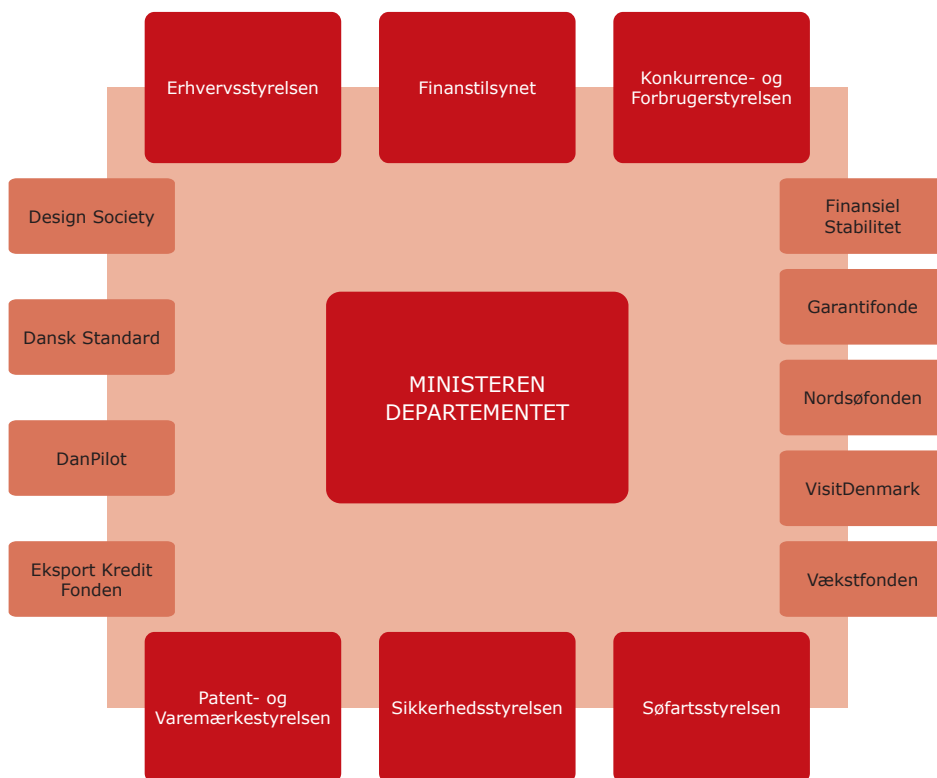 Erhvervsstyrelsen
Finanstilsynet
Konkurrence- og
Forbrugerstyrelsen
Design Society
Dansk Standard
DanPilot
Eksport Kredit
Fonden
MINISTEREN
DEPARTEMENTET
Finansiel
Stabilitet
Garantifonde
Nordsøfonden
VisitDenmark
Vækstfonden
Patent- og
Varemærkestyrelsen
Sikkerhedsstyrelsen
Søfartsstyrelsen